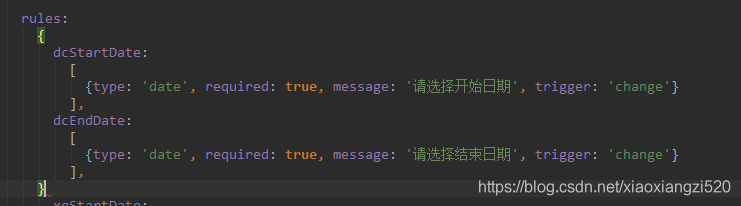 rules:
{
dcStartDate:
[
{type: 'date', required: true, message: '请选择开始日期', trigger: 'change'}
],
dcEndDate:
[
{type: 'date', required: true, message: '请选择结束日期', trigger: 'change'}
],
}
https://blog.csdn.net/xiaoxiangzi520